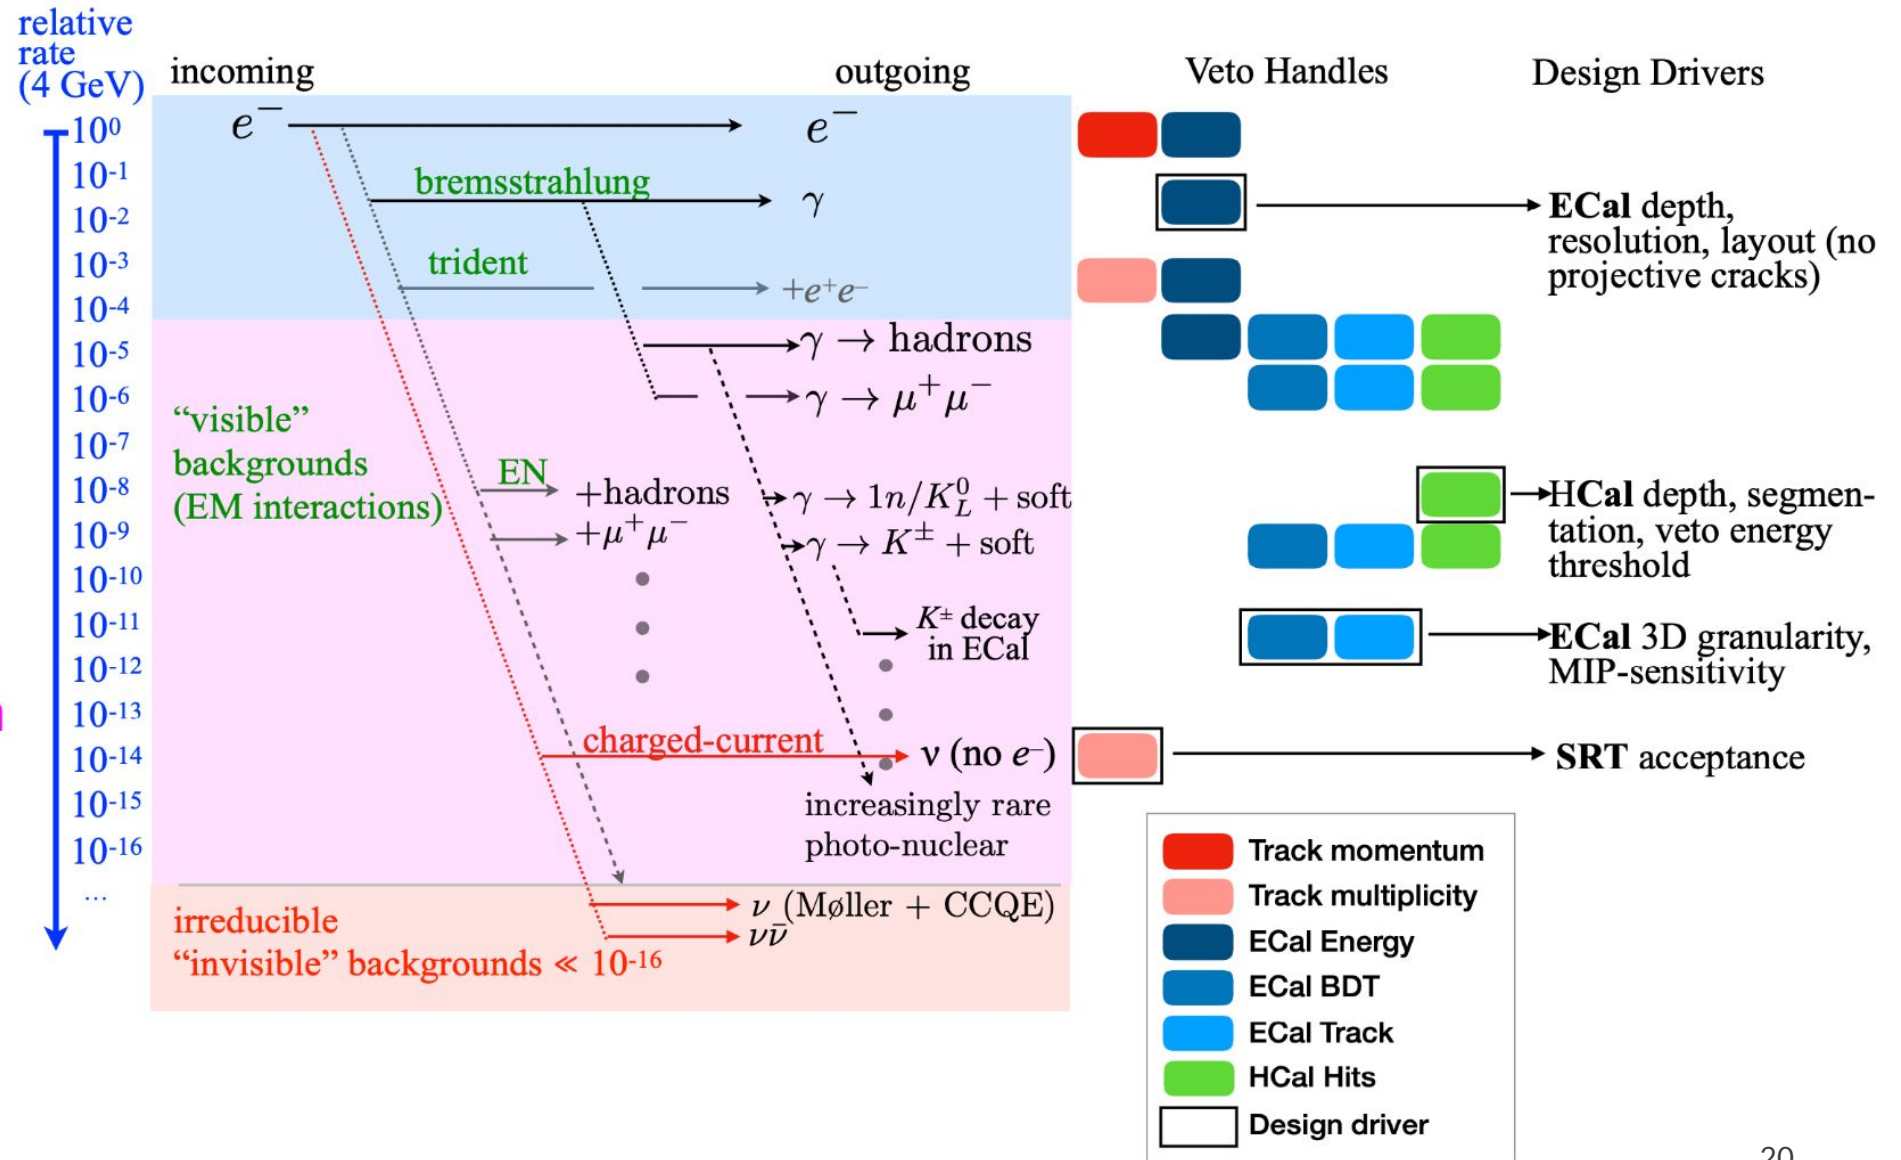 relative
rate
(4 GeV)
incoming
outgoing
Veto Handles
Design Drivers
10⁰
10⁻¹
10⁻²
10⁻³
10⁻⁴
10⁻⁵
10⁻⁶
10⁻⁷
10⁻⁸
10⁻⁹
10⁻¹⁰
10⁻¹¹
10⁻¹²
10⁻¹³
10⁻¹⁴
10⁻¹⁵
10⁻¹⁶
...
e⁻
e⁻
bremsstrahlung
γ
trident
+e⁺e⁻
γ → hadrons
γ → μ⁺μ⁻
“visible”
backgrounds
(EM interactions)
EN
+hadrons
+μ⁺μ⁻
γ → 1n/K⁰_L + soft
γ → K± + soft
K± decay
in ECal
charged-current
ν (no e⁻)
increasingly rare
photo-nuclear
irreducible
“invisible” backgrounds ≪ 10⁻¹⁶
ν (Møller + CCQE)
νν̄
ECal depth,
resolution, layout (no
projective cracks)
HCal depth, segmen-
tation, veto energy
threshold
ECal 3D granularity,
MIP-sensitivity
SRT acceptance
Track momentum
Track multiplicity
ECal Energy
ECal BDT
ECal Track
HCal Hits
Design driver